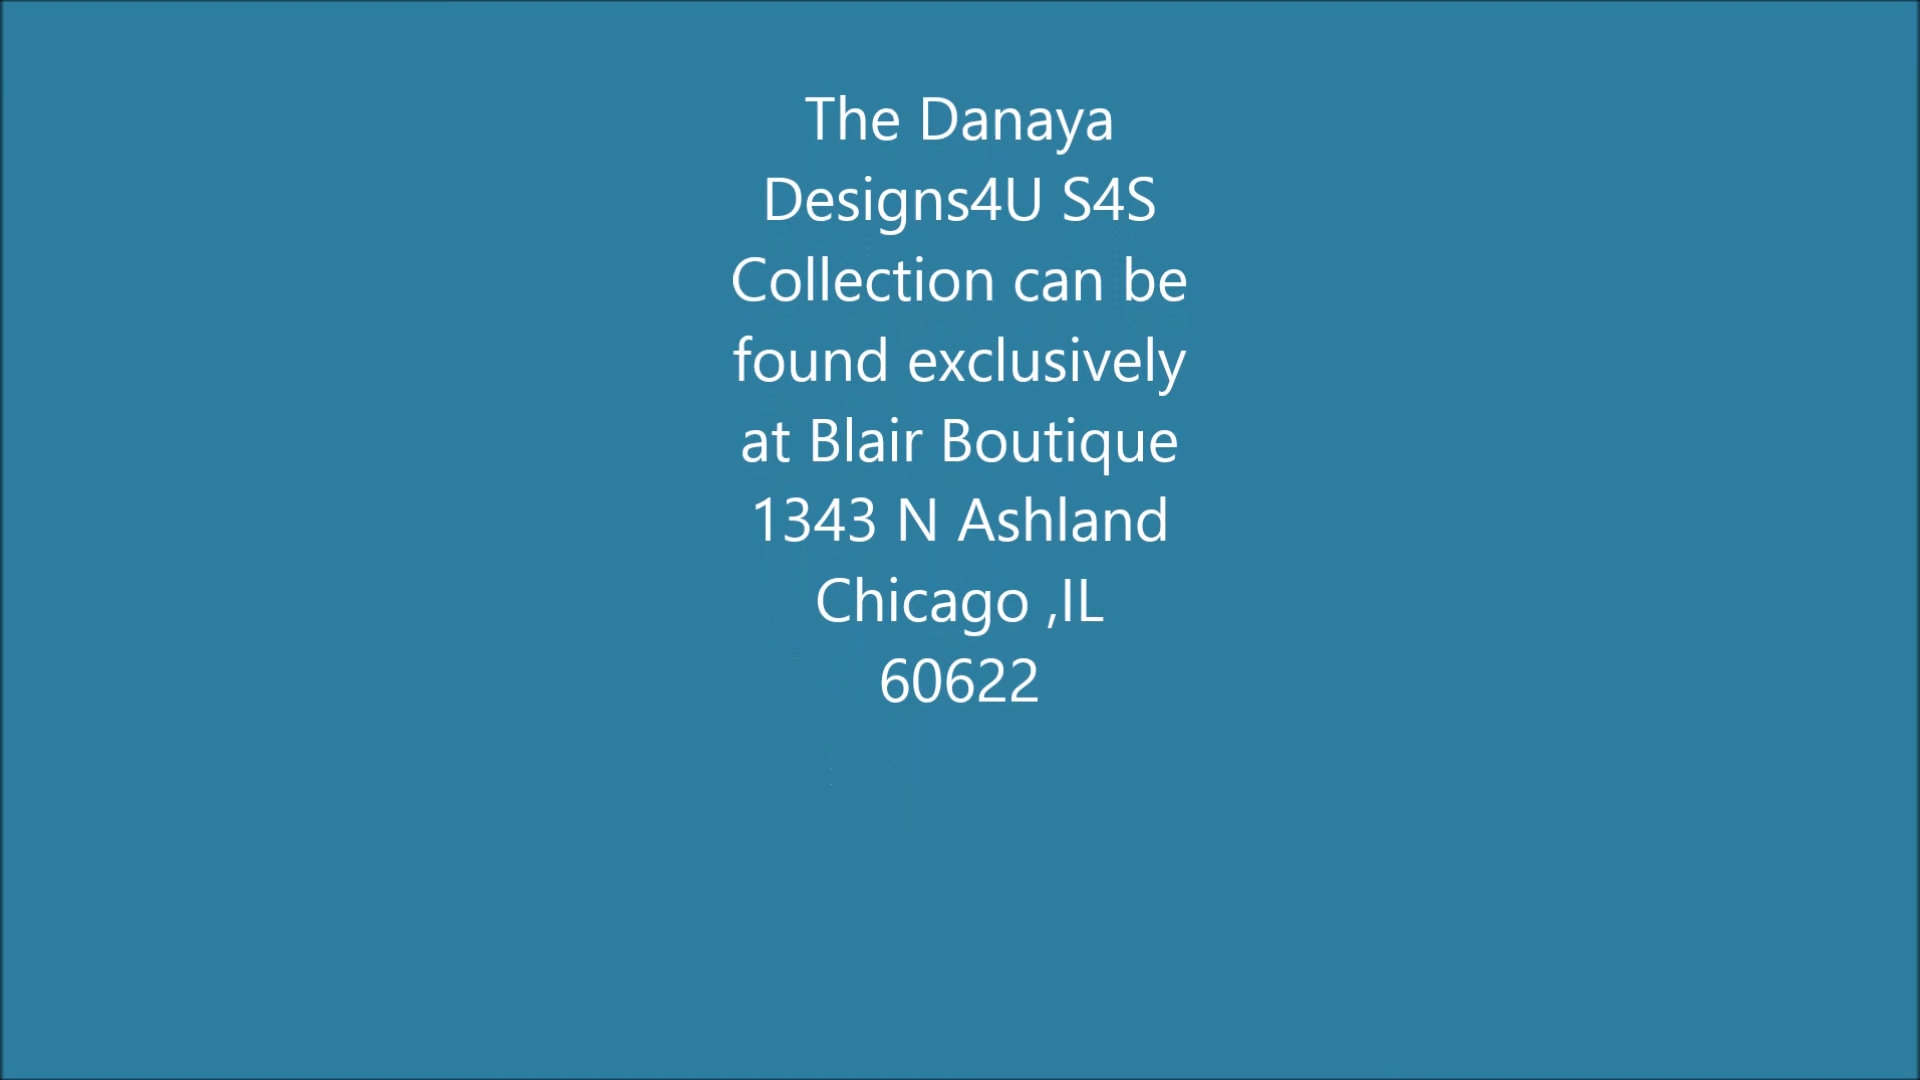 The Danaya
Designs4U S4S
Collection can be
found exclusively
at Blair Boutique
1343 N Ashland
Chicago ,IL
60622